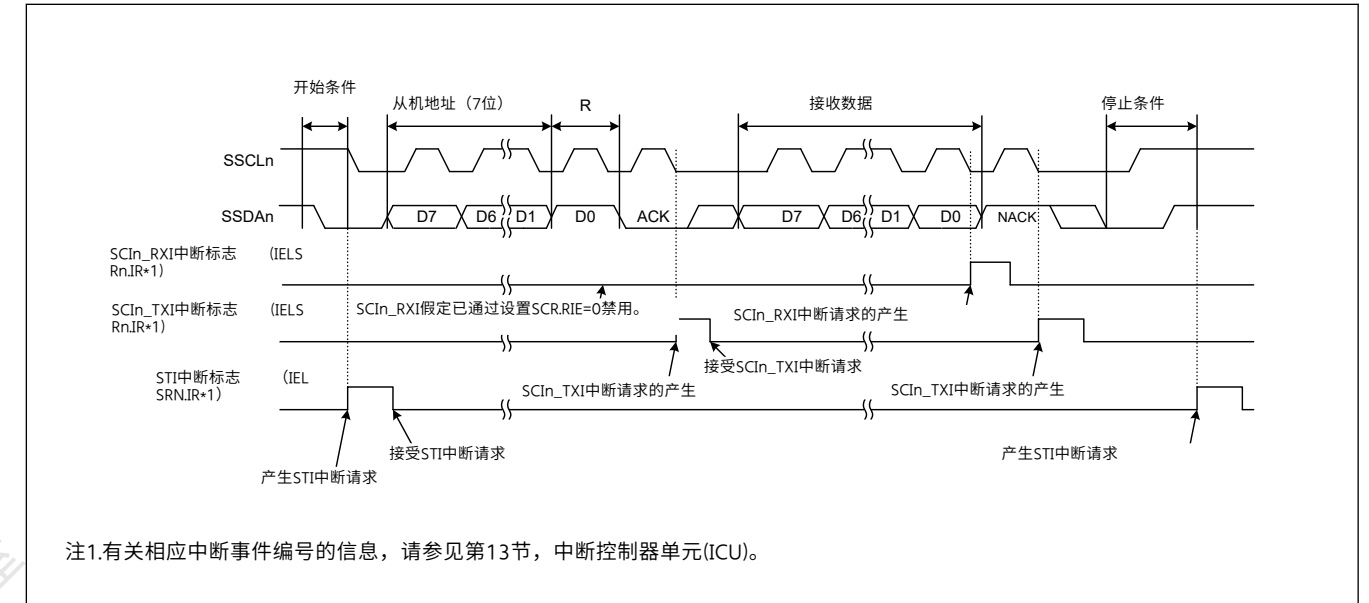 开始条件
从机地址（7位）
R
接收数据
停止条件
SSCLn
SSDAn
D7
D6
D1
D0
ACK
D7
D6
D1
D0
NACK
SCIn_RXI中断标志 (IELS
Rn.IR*1)
SCIn_RXI假定已通过设置SCR.RIE=0禁用。
SCIn_RXI中断请求的产生
SCIn_TXI中断标志 (IELS
Rn.IR*1)
接受SCIn_TXI中断请求
SCIn_TXI中断请求的产生
SCIn_TXI中断请求的产生
STI中断标志 (IEL
SRN.IR*1)
接受STI中断请求
产生STI中断请求
产生STI中断请求
注1.有关相应中断事件编号的信息，请参见第13节，中断控制器单元(ICU)。